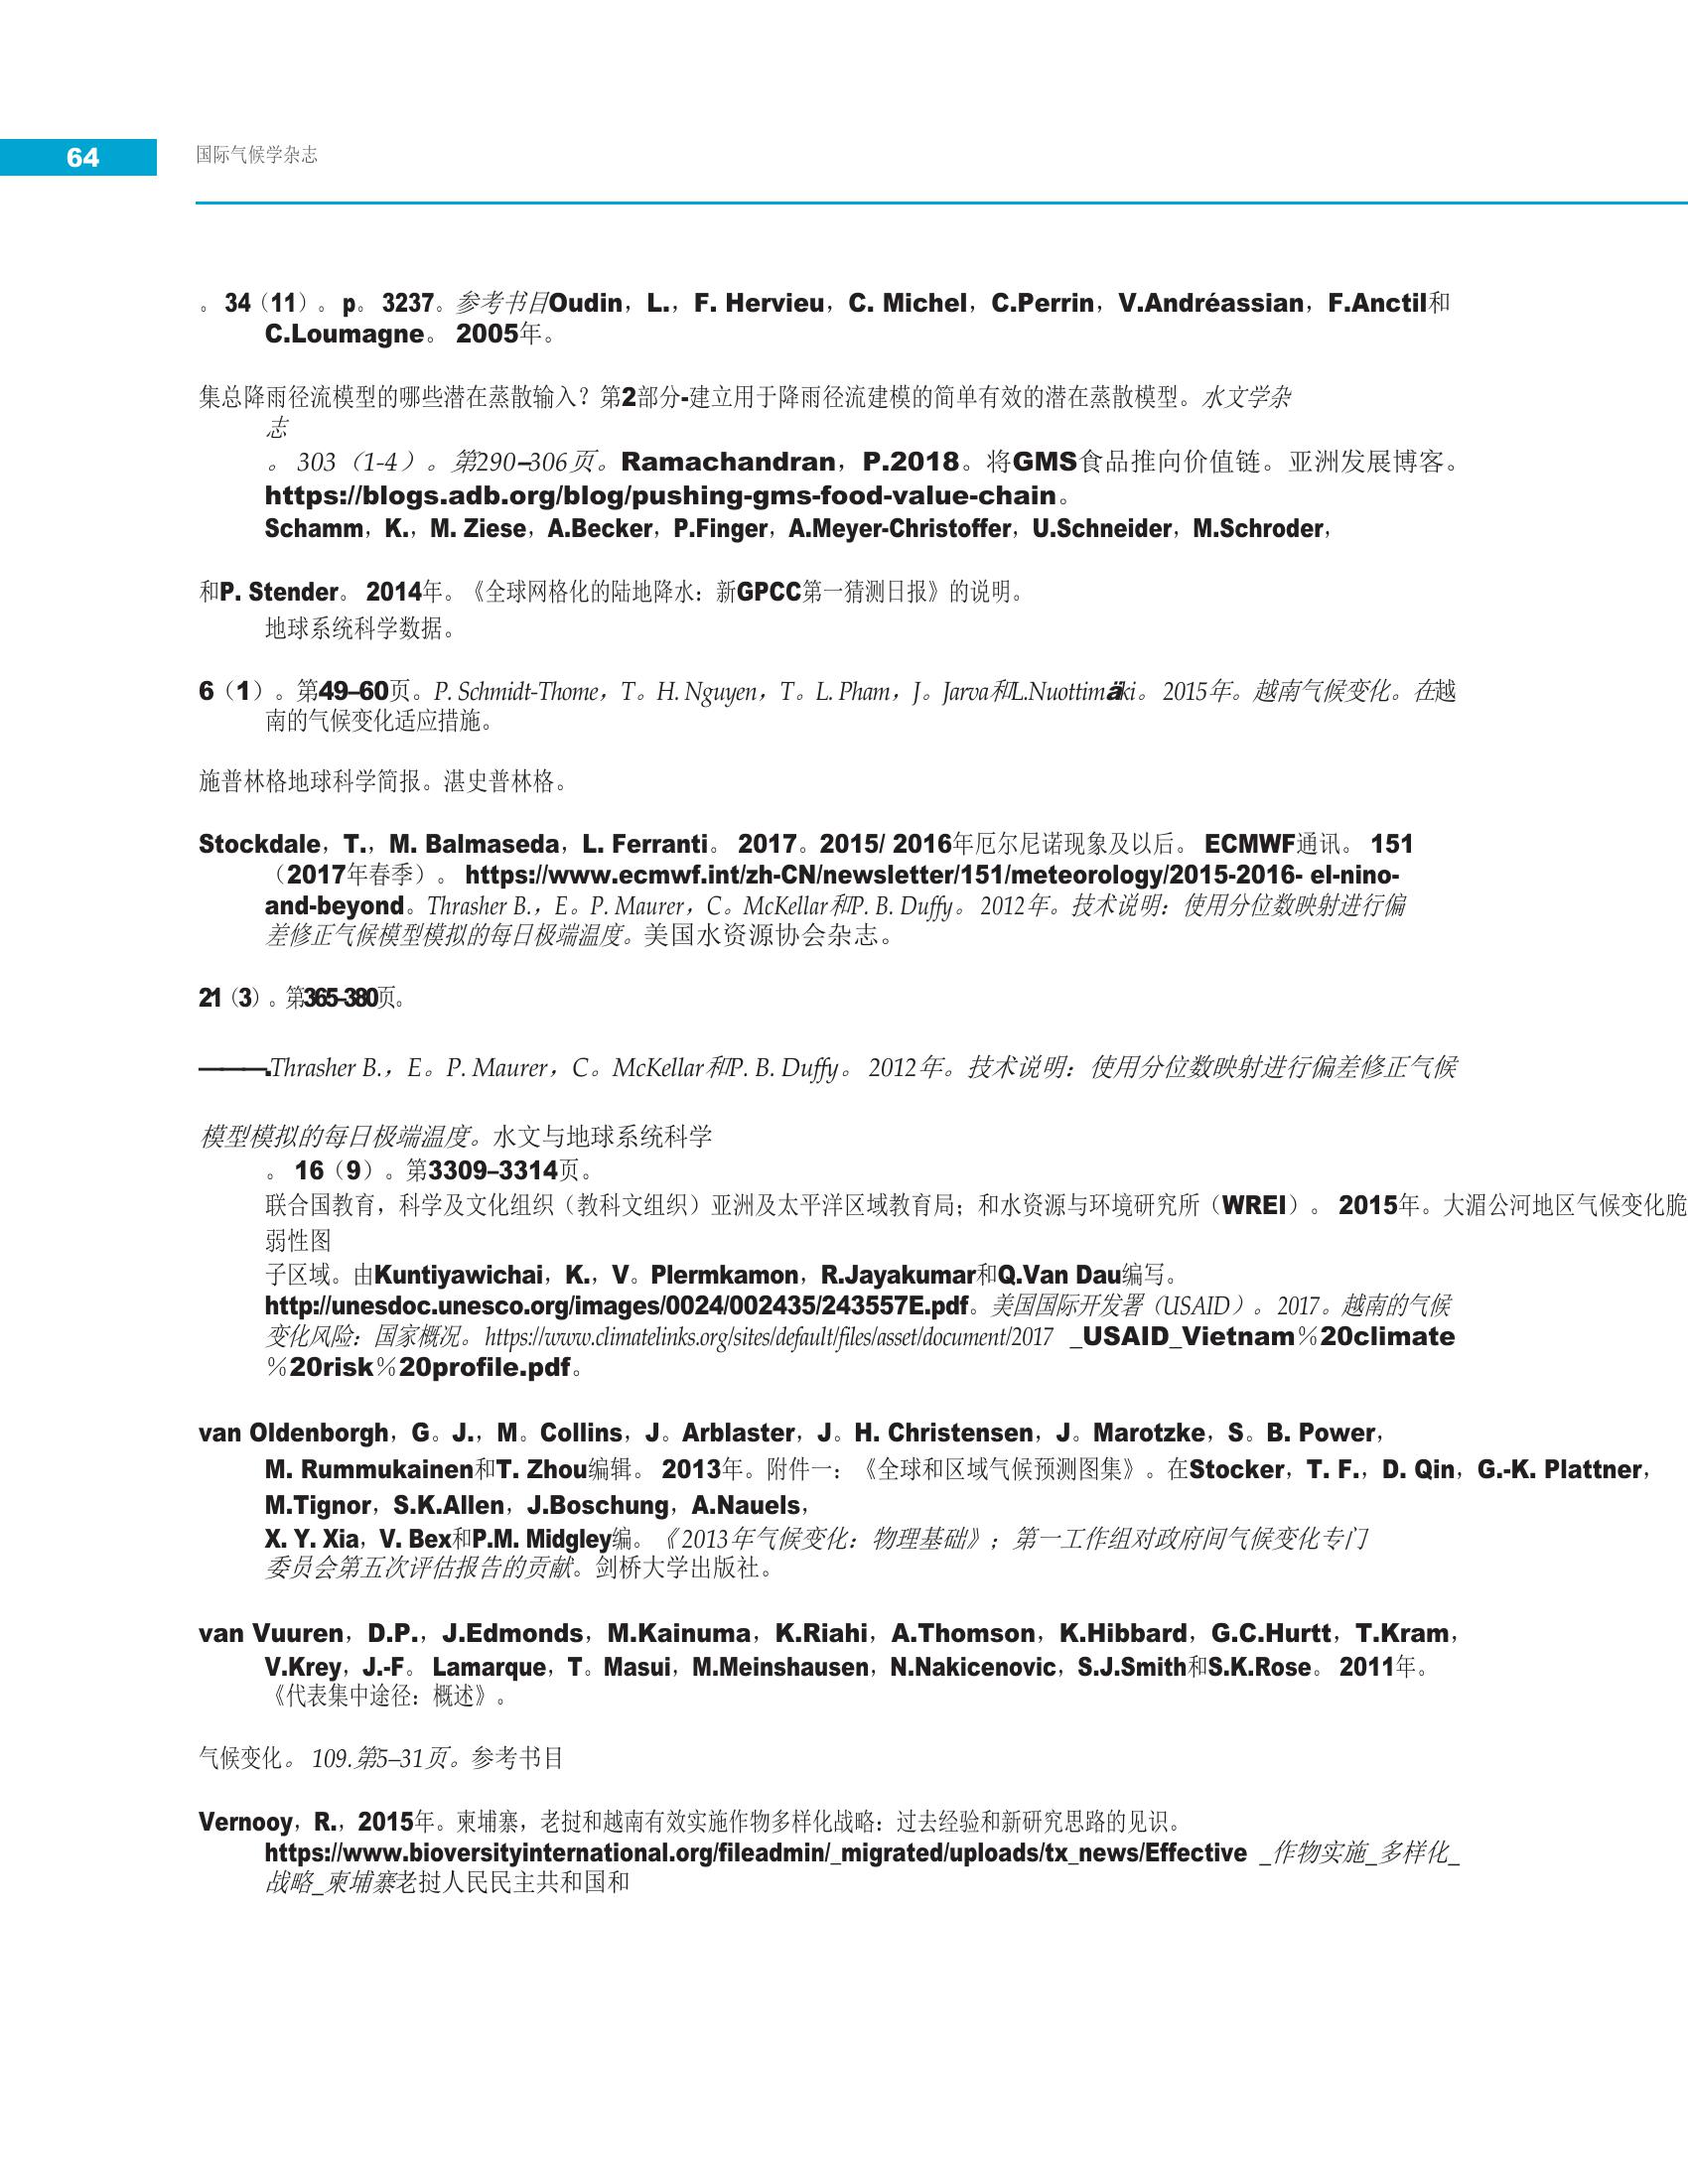 64
国际气候学杂志
。 34（11）。 p。 3237。参考书目Oudin，L.，F. Hervieu，C. Michel，C.Perrin，V.Andréassian，F.Anctil和
C.Loumagne。 2005年。
集总降雨径流模型的哪些潜在蒸散输入？第2部分-建立用于降雨径流建模的简单有效的潜在蒸散模型。水文学杂
志
。 303（1-4）。第290–306页。Ramachandran，P.2018。将GMS食品推向价值链。亚洲发展博客。
https://blogs.adb.org/blog/pushing-gms-food-value-chain。
Schamm，K.，M. Ziese，A.Becker，P.Finger，A.Meyer-Christoffer，U.Schneider，M.Schroder，
和P. Stender。 2014年。《全球网格化的陆地降水：新GPCC第一猜测日报》的说明。
地球系统科学数据。
6（1）。第49–60页。P. Schmidt-Thome，T。H. Nguyen，T。L. Pham，J。Jarva和L.Nuottimäki。 2015年。越南气候变化。在越
南的气候变化适应措施。
施普林格地球科学简报。湛史普林格。
Stockdale，T.，M. Balmaseda，L. Ferranti。 2017。2015/ 2016年厄尔尼诺现象及以后。 ECMWF通讯。 151
（2017年春季）。 https://www.ecmwf.int/zh-CN/newsletter/151/meteorology/2015-2016- el-nino-
and-beyond。Thrasher B.，E。P. Maurer，C。McKellar和P. B. Duffy。 2012年。技术说明：使用分位数映射进行偏
差修正气候模型模拟的每日极端温度。美国水资源协会杂志。
21（3）。第365-380页。
———.Thrasher B.，E。P. Maurer，C。McKellar和P. B. Duffy。 2012年。技术说明：使用分位数映射进行偏差修正气候
模型模拟的每日极端温度。水文与地球系统科学
。 16（9）。第3309–3314页。
联合国教育，科学及文化组织（教科文组织）亚洲及太平洋区域教育局；和水资源与环境研究所（WREI）。 2015年。大湄公河地区气候变化脆
弱性图
子区域。由Kuntiyawichai，K.，V。Plermkamon，R.Jayakumar和Q.Van Dau编写。
http://unesdoc.unesco.org/images/0024/002435/243557E.pdf。美国国际开发署（USAID）。 2017。越南的气候
变化风险：国家概况。https://www.climatelinks.org/sites/default/files/asset/document/2017 _USAID_Vietnam％20climate
％20risk％20profile.pdf。
van Oldenborgh，G。J.，M。Collins，J。Arblaster，J。H. Christensen，J。Marotzke，S。B. Power，
M. Rummukainen和T. Zhou编辑。 2013年。附件一：《全球和区域气候预测图集》。在Stocker，T. F.，D. Qin，G.-K. Plattner，
M.Tignor，S.K.Allen，J.Boschung，A.Nauels，
X. Y. Xia，V. Bex和P.M. Midgley编。《2013年气候变化：物理基础》；第一工作组对政府间气候变化专门
委员会第五次评估报告的贡献。剑桥大学出版社。
van Vuuren，D.P.，J.Edmonds，M.Kainuma，K.Riahi，A.Thomson，K.Hibbard，G.C.Hurtt，T.Kram，
V.Krey，J.-F。 Lamarque，T。Masui，M.Meinshausen，N.Nakicenovic，S.J.Smith和S.K.Rose。 2011年。
《代表集中途径：概述》。
气候变化。 109.第5–31页。参考书目
Vernooy，R.，2015年。柬埔寨，老挝和越南有效实施作物多样化战略：过去经验和新研究思路的见识。
https://www.bioversityinternational.org/fileadmin/_migrated/uploads/tx_news/Effective _作物实施_多样化_
战略_柬埔寨老挝人民民主共和国和